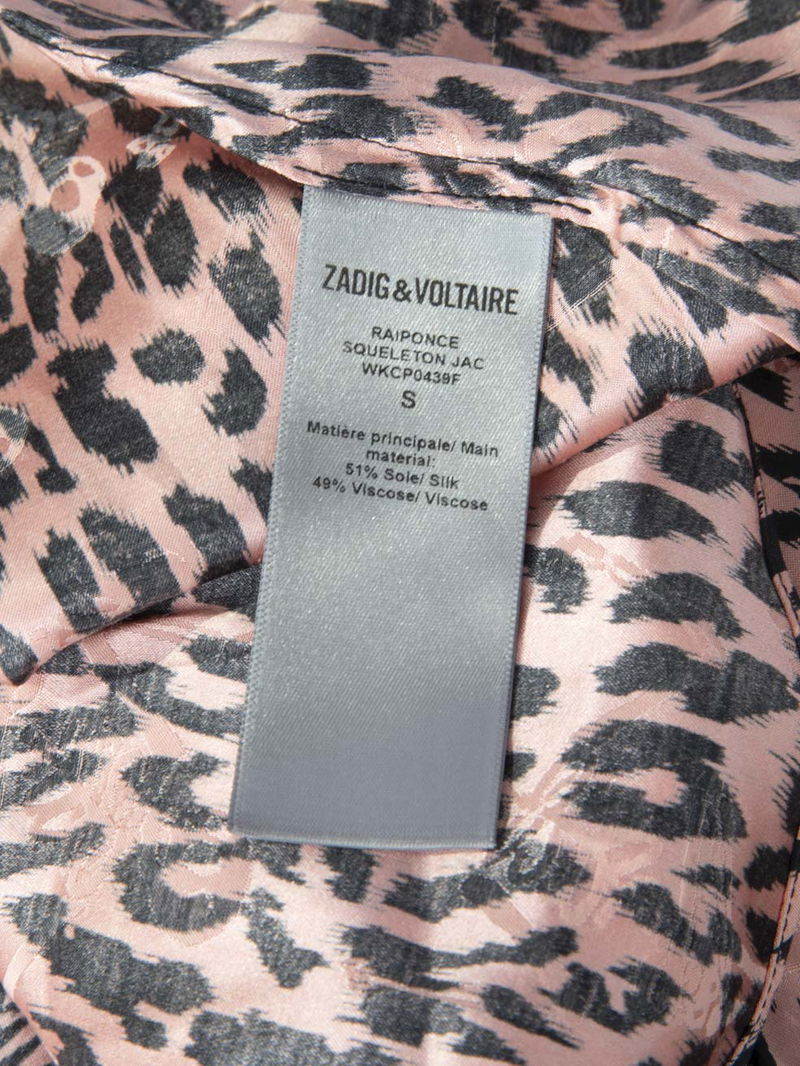 ZADIG&VOLTAIRE
RAIPONCE
SQUELETON JAC
WKCP0439F
S
Matière principale/ Main
material:
51% Soie/ Silk
49% Viscose/ Viscose